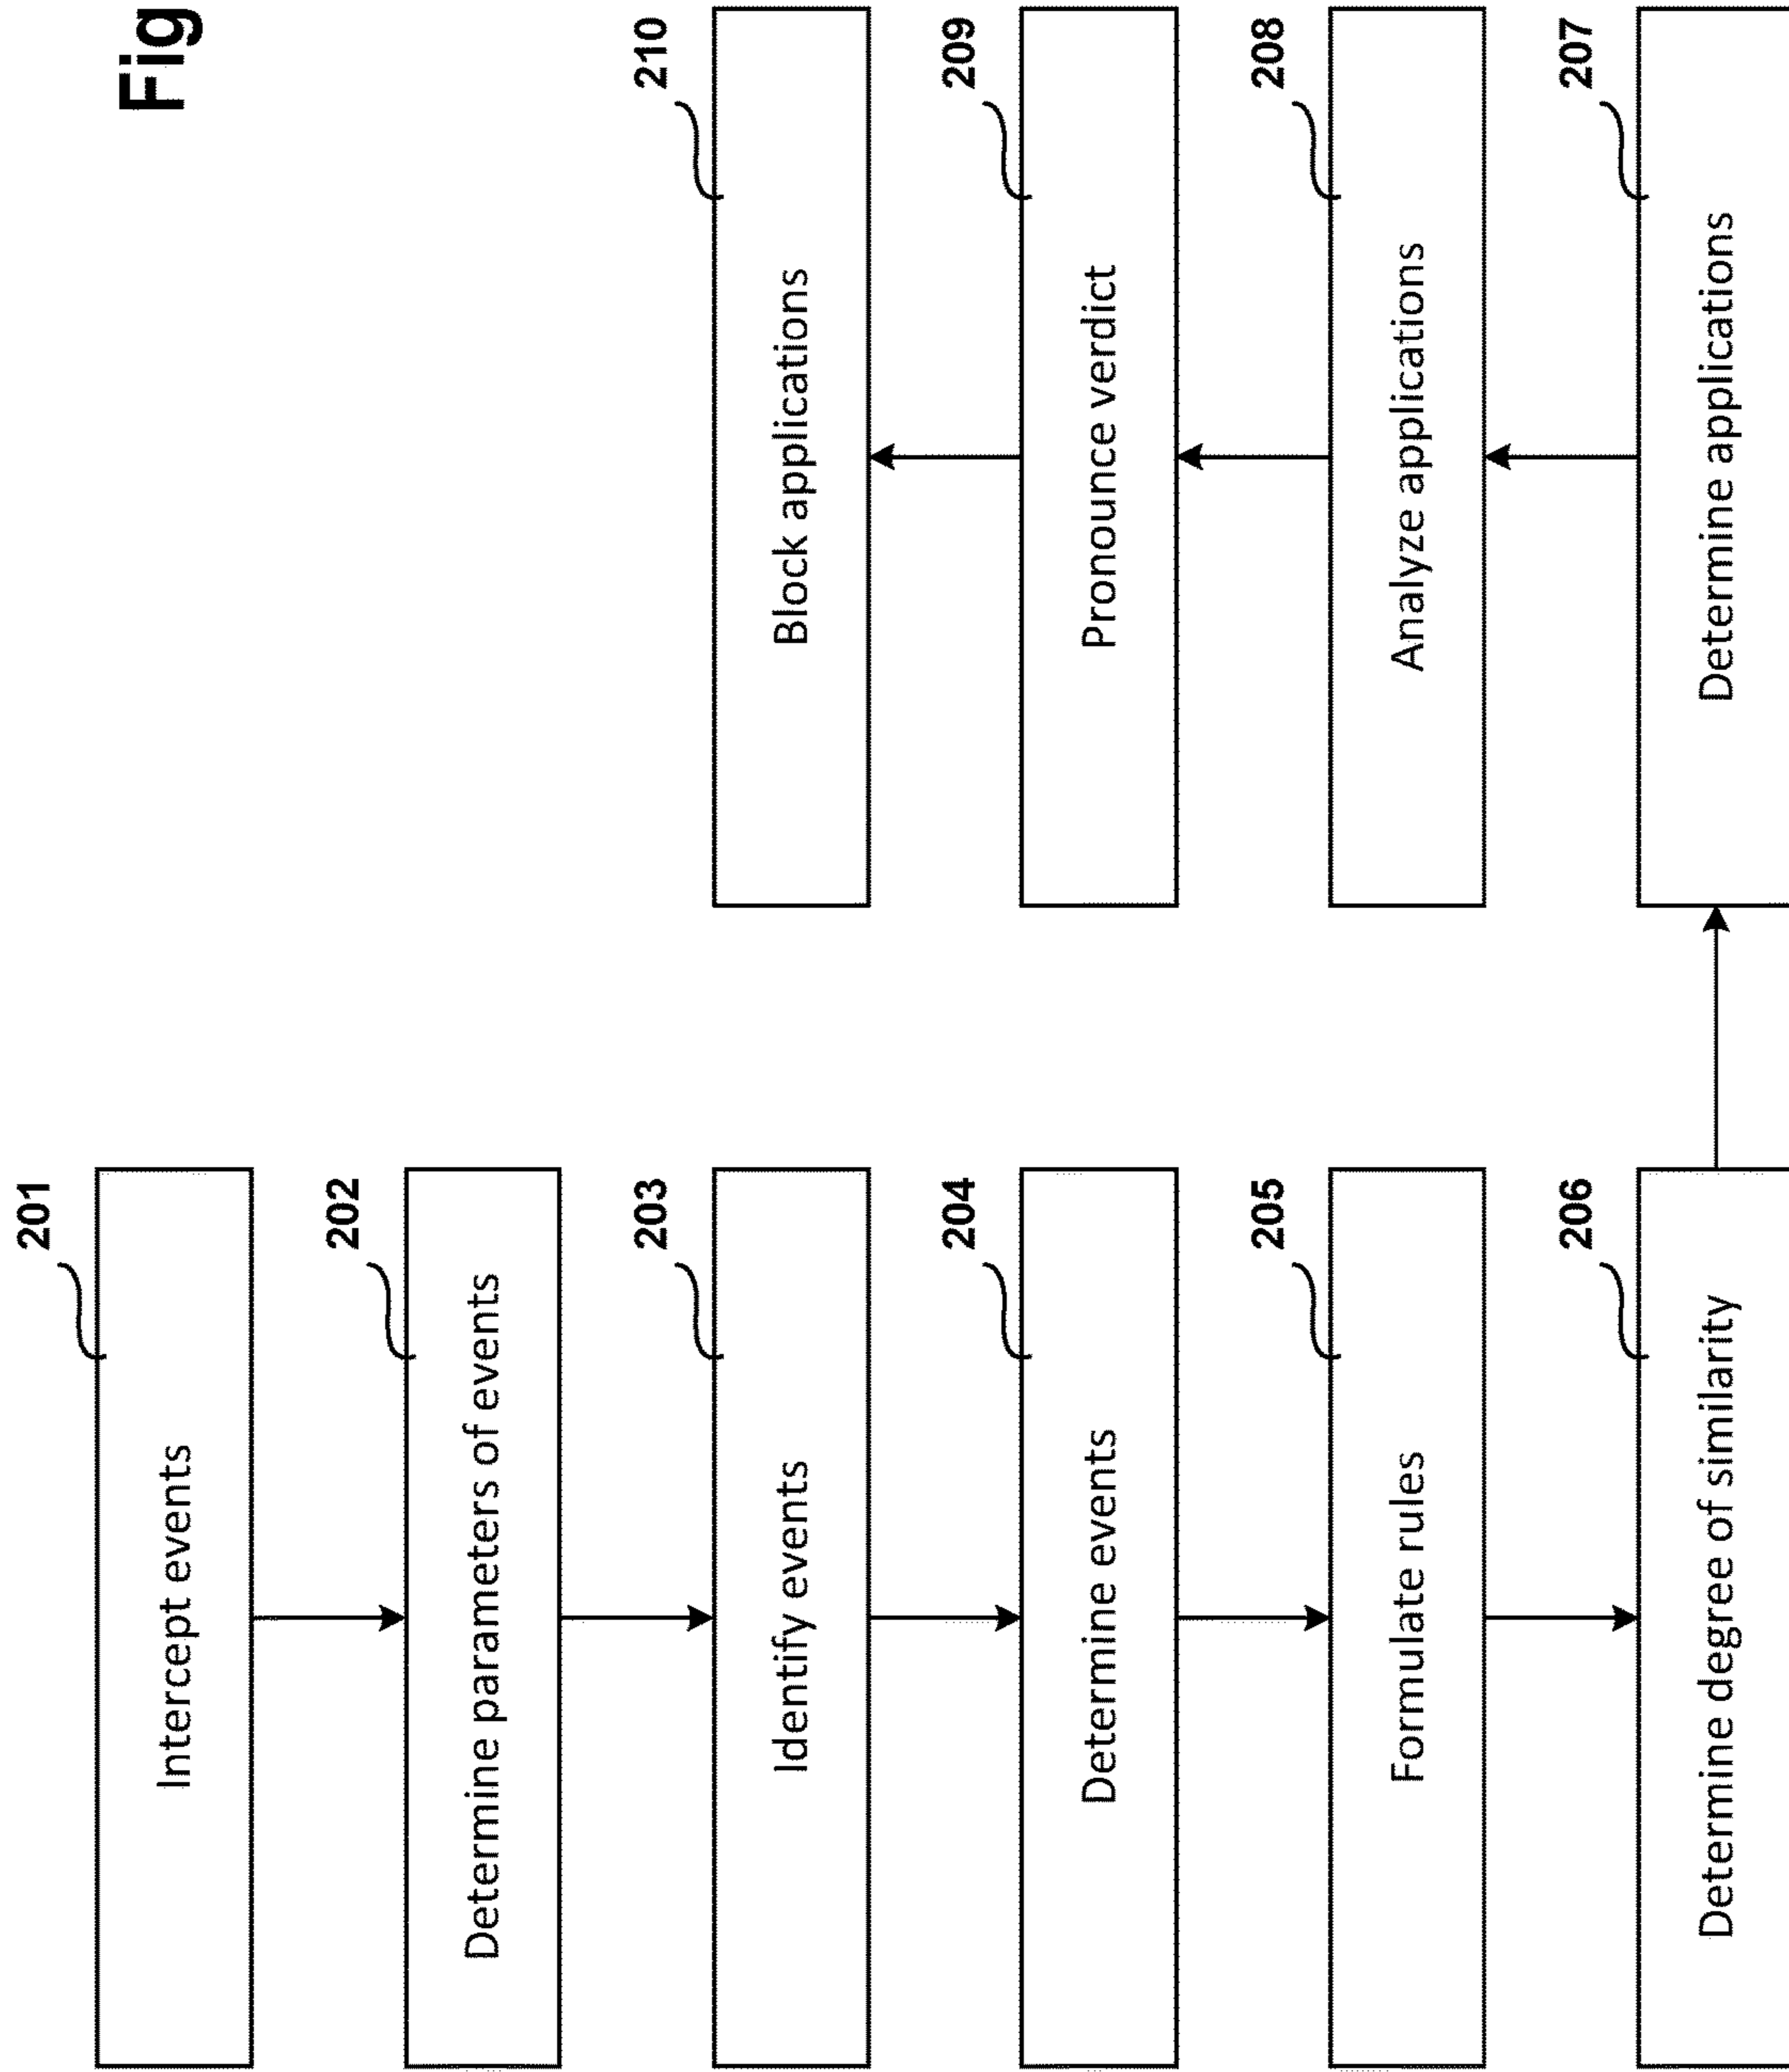 Fig
201
Intercept events
202
Determine parameters of events
203
Identify events
204
Determine events
205
Formulate rules
206
Determine degree of similarity
207
Determine applications
208
Analyze applications
209
Pronounce verdict
210
Block applications